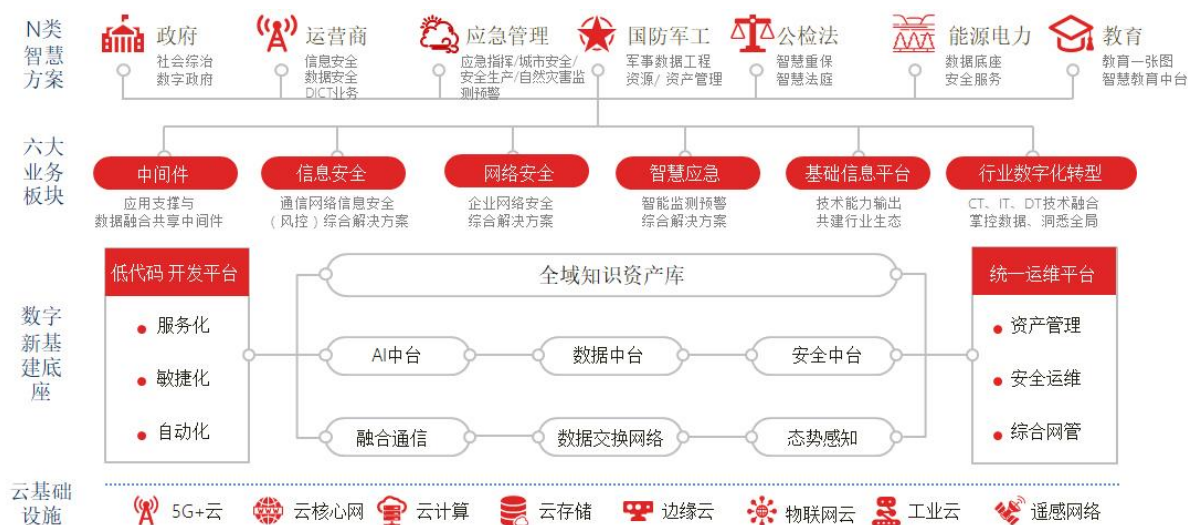 N类
智慧
方案
政府
社会综治
数字政府
运营商
信息安全
数据安全
DICT业务
应急管理
应急指挥/城市安全/
安全生产/自然灾害监
测预警
国防军工
军事数据工程
资源/ 资产管理
公检法
智慧重保
智慧法庭
能源电力
数据底座
安全服务
教育
教育一张图
智慧教育中台
六大
业务
板块
中间件
应用支撑与
数据融合共享中间件
信息安全
通信网络信息安全
（风控）综合解决方案
网络安全
企业网络安全
综合解决方案
智慧应急
智能监测预警
综合解决方案
基础信息平台
技术能力输出
共建行业生态
行业数字化转型
CT、IT、DT技术融合
掌控数据、洞悉全局
数字
新基
建底
座
低代码 开发平台
服务化
敏捷化
自动化
全域知识资产库
AI中台
数据中台
安全中台
融合通信
数据交换网络
态势感知
统一运维平台
资产管理
安全运维
综合网管
云基础
设施
5G+云
云核心网
云计算
云存储
边缘云
物联网云
工业云
遥感网络